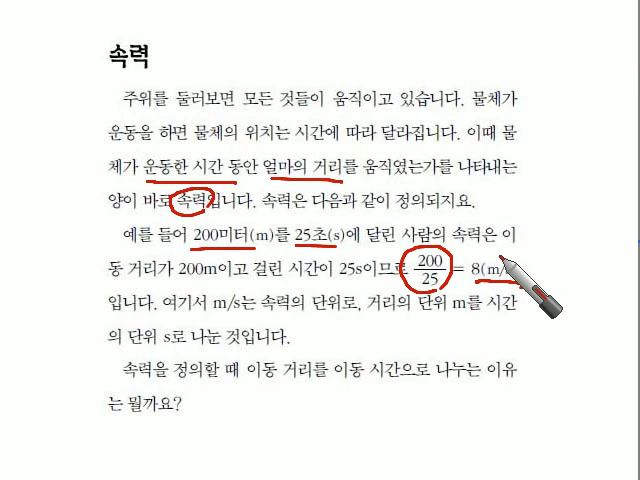 속력
주위를 둘러보면 모든 것들이 움직이고 있습니다. 물체가
운동을 하면 물체의 위치는 시간에 따라 달라집니다. 이때 물
체가 운동한 시간 동안 얼마의 거리를 움직였는가를 나타내는
양이 바로 속력입니다. 속력은 다음과 같이 정의되지요.
예를 들어 200미터(m)를 25초(s)에 달린 사람의 속력은 이
동 거리가 200m이고 걸린 시간이 25s이므로 200/25 = 8(m/
입니다. 여기서 m/s는 속력의 단위로, 거리의 단위 m를 시간
의 단위 s로 나눈 것입니다.
속력을 정의할 때 이동 거리를 이동 시간으로 나누는 이유
는 뭘까요?